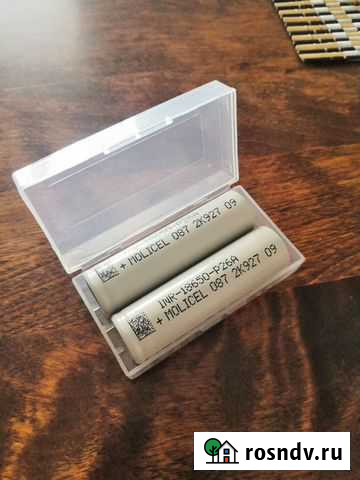 + MOLICEL 087 2K927 09
INR-18650-P26A
+ MOLICEL 087 2K927 09
rosndv.ru